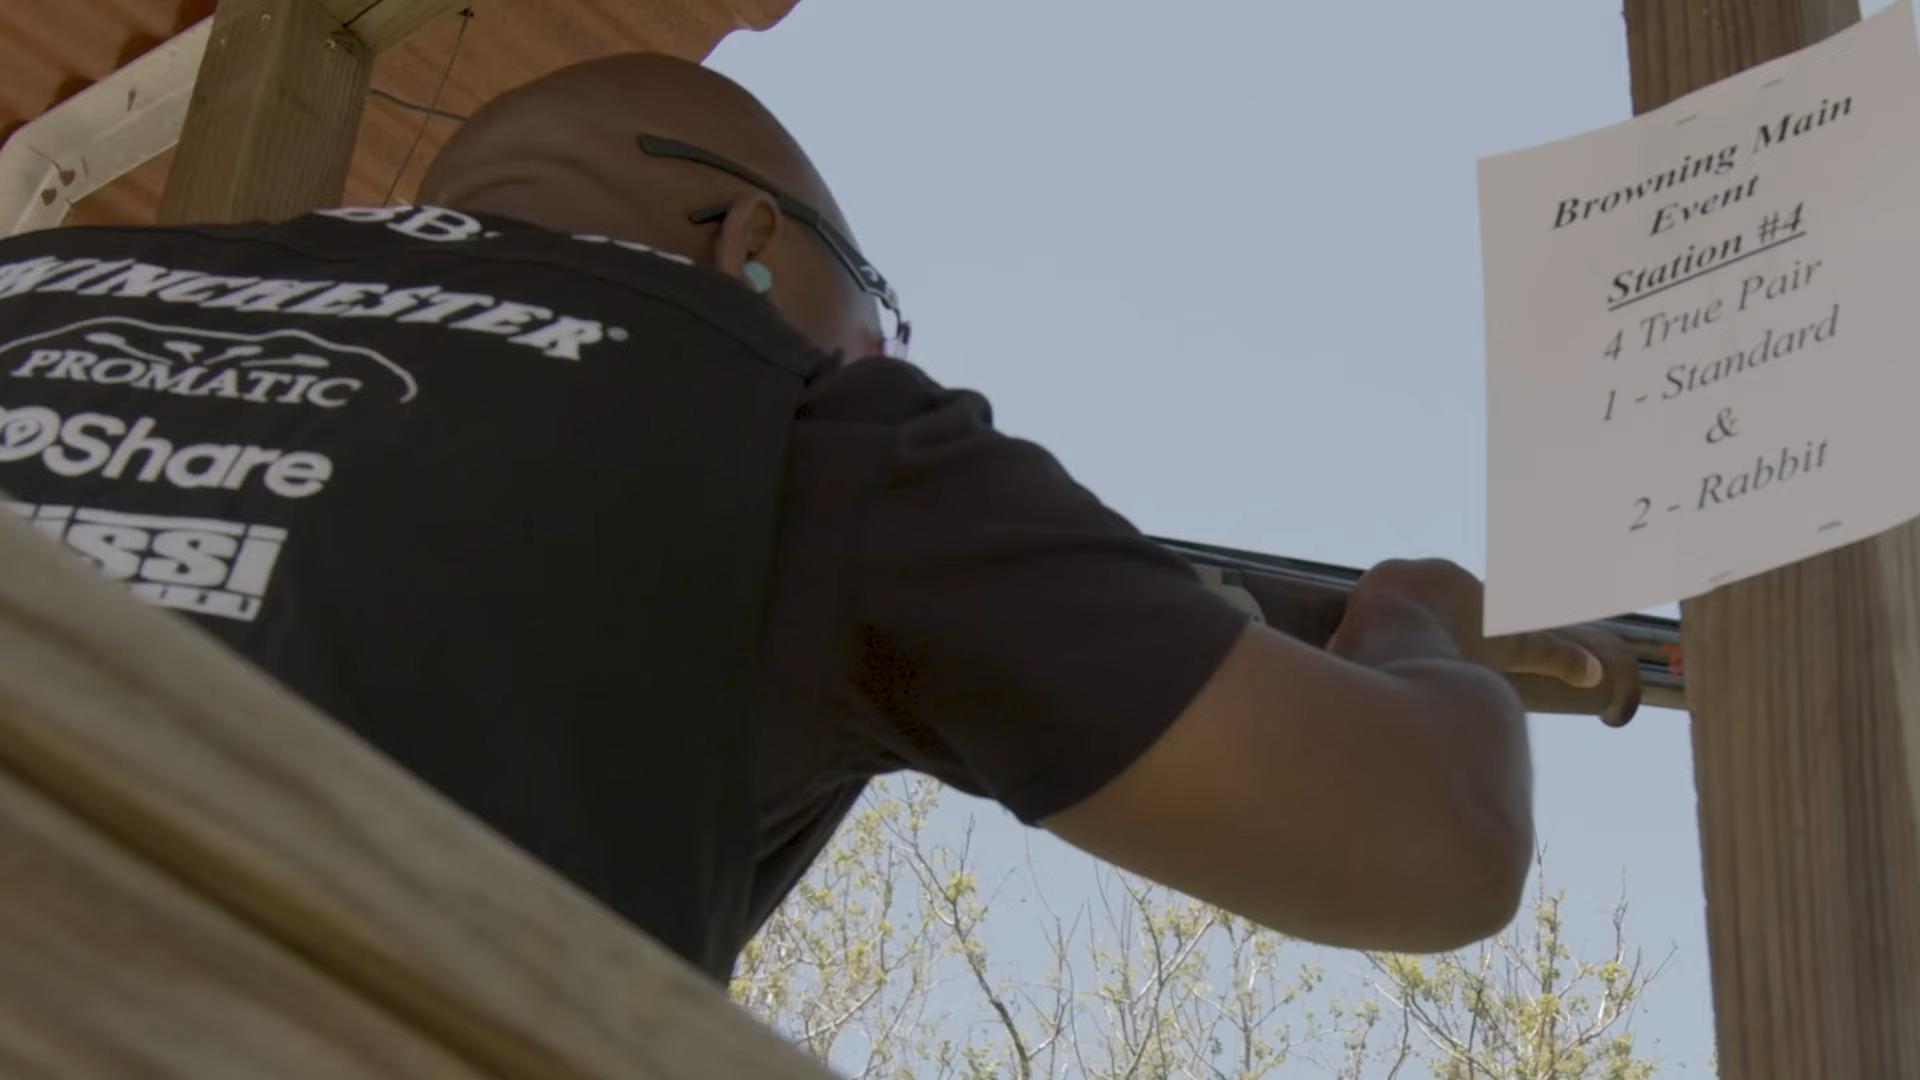 WINCHESTER
PROMATIC
Share
Browning Main
Event
Station #4
4 True Pair
1 - Standard
&
2 - Rabbit